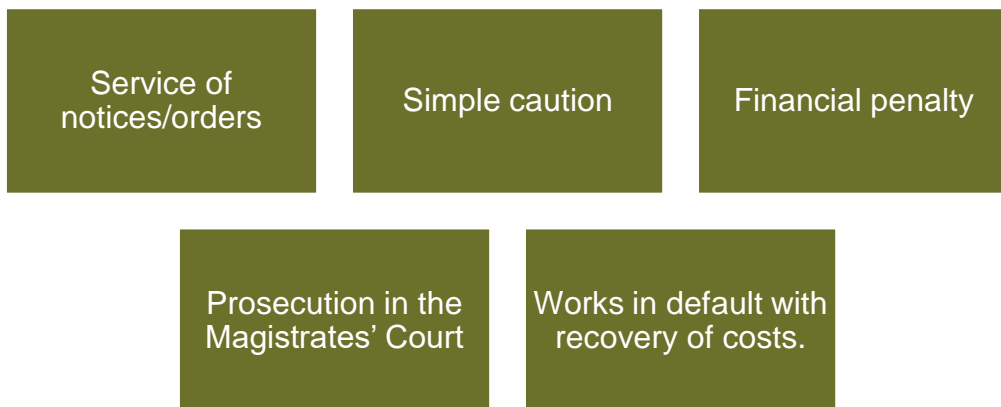 Service of
notices/orders
Simple caution
Financial penalty
Prosecution in the
Magistrates’ Court
Works in default with
recovery of costs.